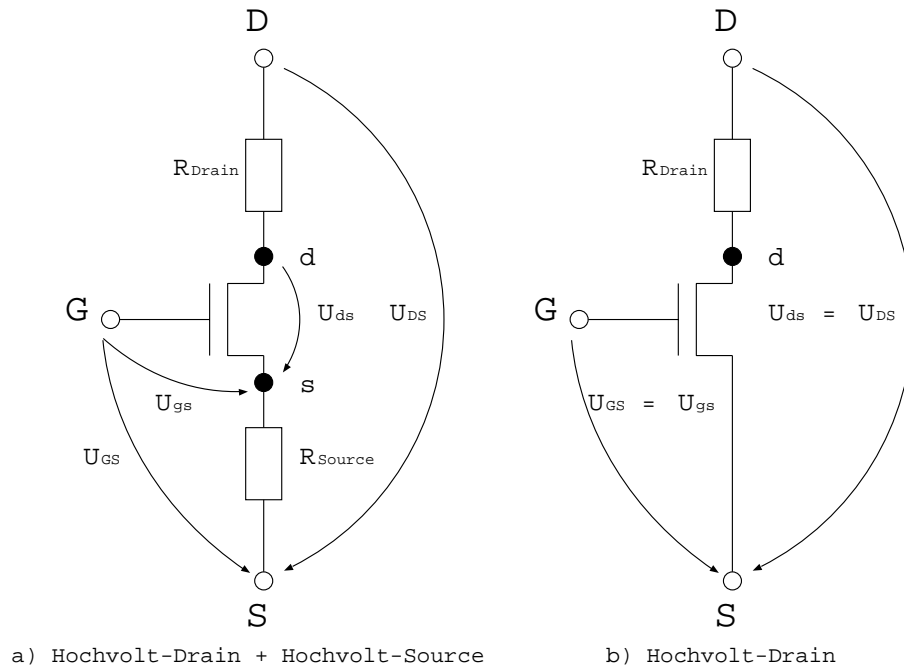 D
D
RDrain
RDrain
d
d
G
Uds
UDS
G
Uds = UDS
s
Ugs
UGS = Ugs
UGS
RSource
S
S
a) Hochvolt-Drain + Hochvolt-Source
b) Hochvolt-Drain